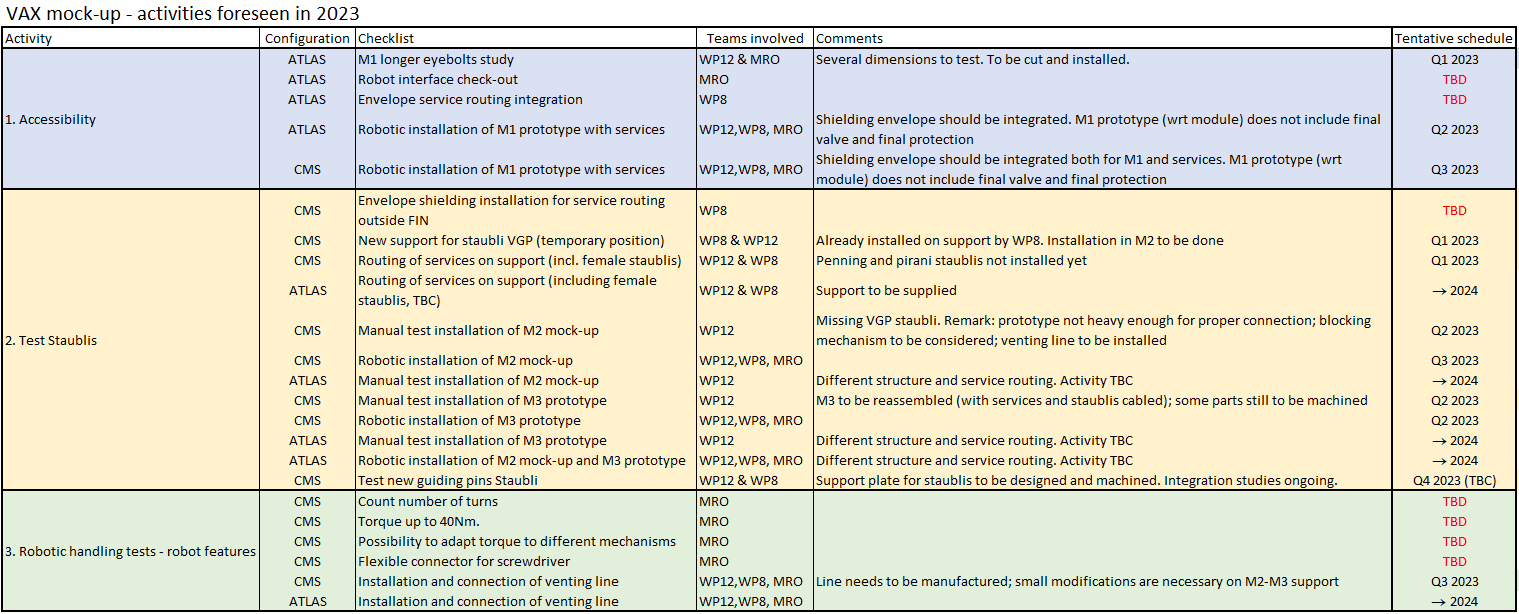 VAX mock-up - activities foreseen in 2023
Activity Configuration Checklist Teams involved Comments Tentative schedule
1. Accessibility
ATLAS M1 longer eyebolts study WP12 & MRO Several dimensions to test. To be cut and installed. Q1 2023
ATLAS Robot interface check-out MRO TBD
ATLAS Envelope service routing integration WP8 TBD
ATLAS Robotic installation of M1 prototype with services WP12,WP8, MRO Shielding envelope should be integrated. M1 prototype (wrt module) does not include final
valve and final protection Q2 2023
CMS Robotic installation of M1 prototype with services WP12,WP8, MRO Shielding envelope should be integrated both for M1 and services. M1 prototype (wrt
module) does not include final valve and final protection Q3 2023
2. Test Staublis
CMS Envelope shielding installation for service routing
outside FIN WP8 TBD
CMS New support for staubli VGP (temporary position) WP8 & WP12 Already installed on support by WP8. Installation in M2 to be done Q1 2023
CMS Routing of services on support (incl. female staublis) WP12 & WP8 Penning and pirani staublis not installed yet Q1 2023
ATLAS Routing of services on support (including female
staublis, TBC) WP12 & WP8 Support to be supplied → 2024
CMS Manual test installation of M2 mock-up WP12 Missing VGP staubli. Remark: prototype not heavy enough for proper connection; blocking
mechanism to be considered; venting line to be installed Q2 2023
CMS Robotic installation of M2 mock-up WP12,WP8, MRO Q3 2023
ATLAS Manual test installation of M2 mock-up WP12 Different structure and service routing. Activity TBC → 2024
CMS Manual test installation of M3 prototype WP12 M3 to be reassembled (with services and staublis cabled); some parts still to be machined Q2 2023
CMS Robotic installation of M3 prototype WP12,WP8, MRO Q2 2023
ATLAS Manual test installation of M3 prototype WP12 Different structure and service routing. Activity TBC → 2024
ATLAS Robotic installation of M2 mock-up and M3 prototype WP12,WP8, MRO Different structure and service routing. Activity TBC → 2024
CMS Test new guiding pins Staubli WP12 & WP8 Support plate for staublis to be designed and machined. Integration studies ongoing. Q4 2023 (TBC)
3. Robotic handling tests - robot features
CMS Count number of turns MRO TBD
CMS Torque up to 40Nm. MRO TBD
CMS Possibility to adapt torque to different mechanisms MRO TBD
CMS Flexible connector for screwdriver MRO TBD
CMS Installation and connection of venting line WP12,WP8, MRO Line needs to be manufactured; small modifications are necessary on M2-M3 support Q3 2023
ATLAS Installation and connection of venting line WP12,WP8, MRO → 2024